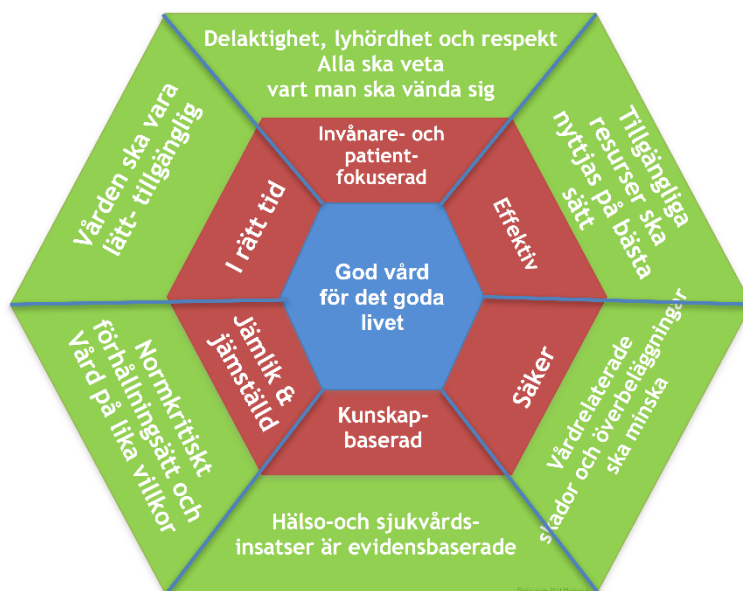 Delaktighet, lyhördhet och respekt
Alla ska veta
vart man ska vända sig
Invånare- och
patient-
fokuserad
Tillgängliga
resurser ska
nyttjas på bästa
sätt
Effektiv
Vårdrelaterade
skador och överbeläggningar
ska minska
Säker
Hälso-och sjukvårds-
insatser är evidensbaserade
Kunskap-
baserad
Normkritiskt
förhållningsätt och
Vård på lika villkor
Jämlik &
jämställd
Vården ska vara
lätt- tillgänglig
I rätt tid
God vård
för det goda
livet